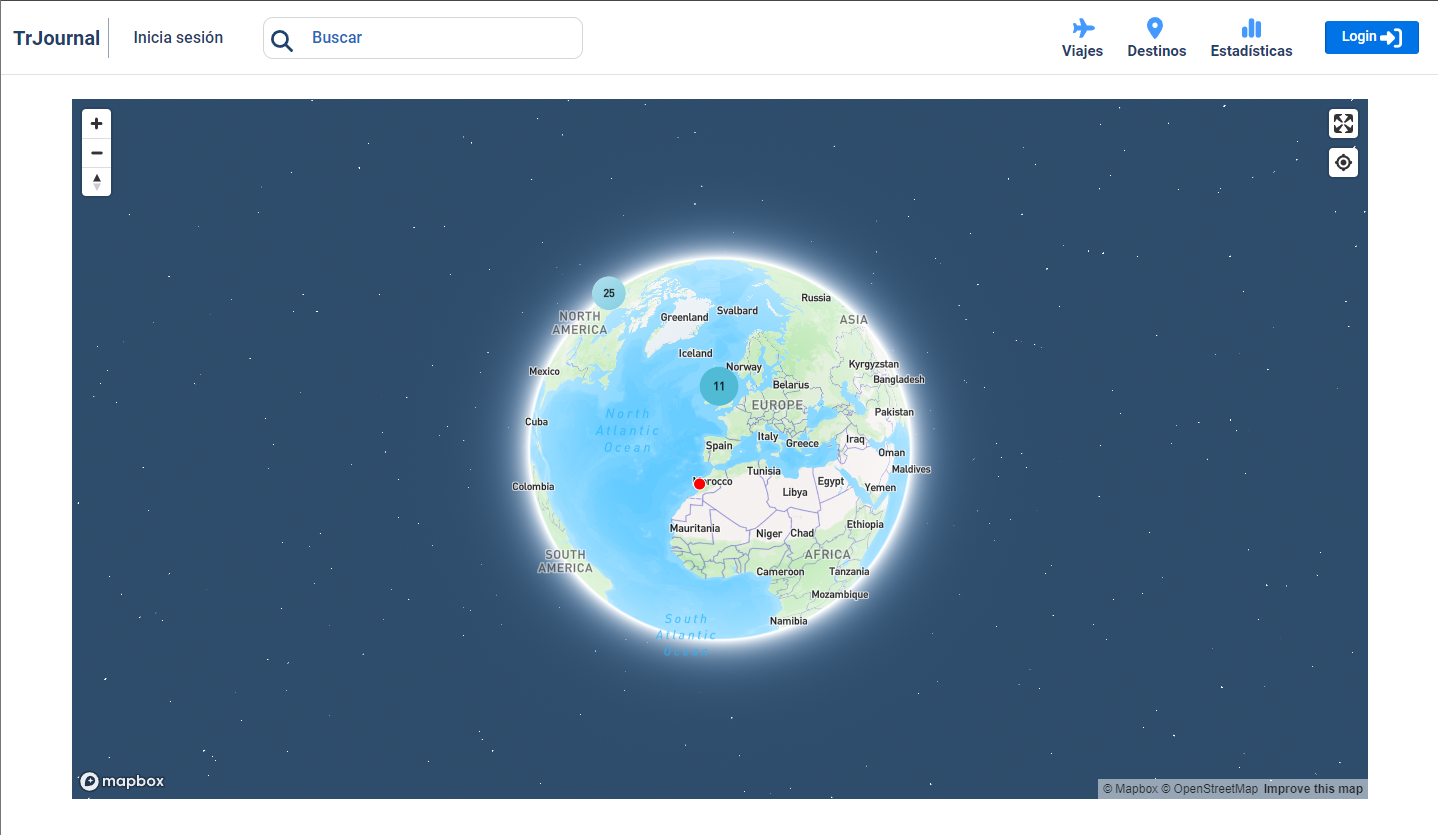 TrJournal
Inicia sesión
Buscar
Viajes
Destinos
Estadísticas
Login
25
NORTH
AMERICA
Greenland
Svalbard
Russia
ASIA
Iceland
Mexico
Norway
Kyrgyzstan
Bangladesh
11
Belarus
EUROPE
North
Atlantic
Ocean
Cuba
Pakistan
Spain
Italy
Greece
Iraq
Oman
Maldives
Tunisia
Colombia
Morocco
Libya
Egypt
Yemen
Mauritania
Niger
Chad
Ethiopia
SOUTH
AMERICA
AFRICA
Cameroon
Tanzania
Mozambique
Namibia
South
Atlantic
Ocean
mapbox
© Mapbox © OpenStreetMap Improve this map